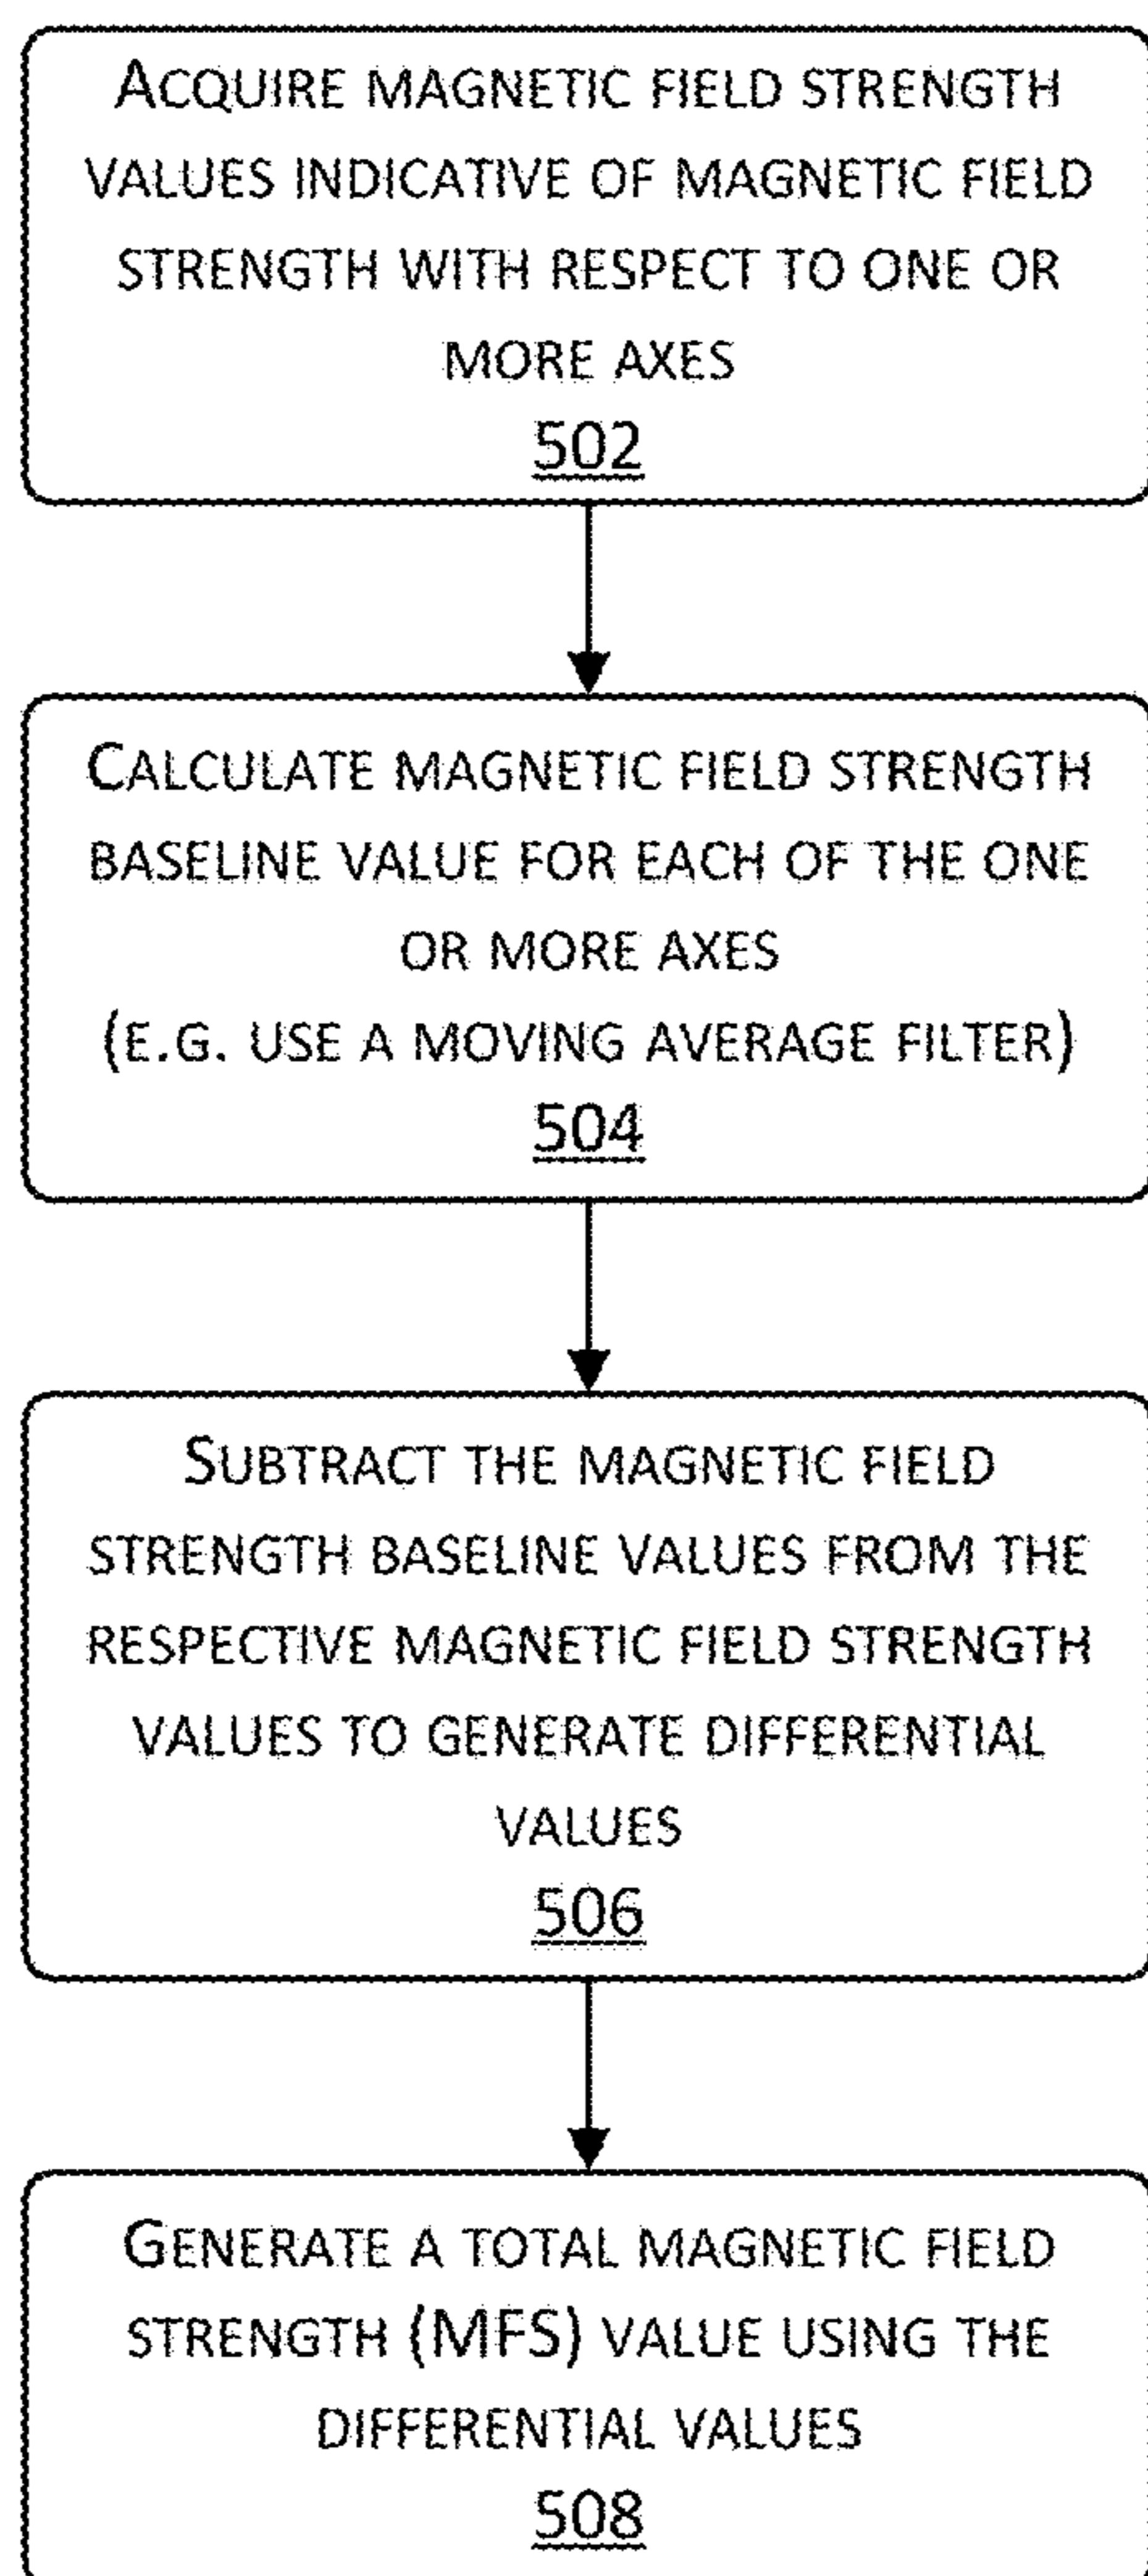 ACQUIRE MAGNETIC FIELD STRENGTH
VALUES INDICATIVE OF MAGNETIC FIELD
STRENGTH WITH RESPECT TO ONE OR
MORE AXES
502
CALCULATE MAGNETIC FIELD STRENGTH
BASELINE VALUE FOR EACH OF THE ONE
OR MORE AXES
(E.G. USE A MOVING AVERAGE FILTER)
504
SUBTRACT THE MAGNETIC FIELD
STRENGTH BASELINE VALUES FROM THE
RESPECTIVE MAGNETIC FIELD STRENGTH
VALUES TO GENERATE DIFFERENTIAL
VALUES
506
GENERATE A TOTAL MAGNETIC FIELD
STRENGTH (MFS) VALUE USING THE
DIFFERENTIAL VALUES
508